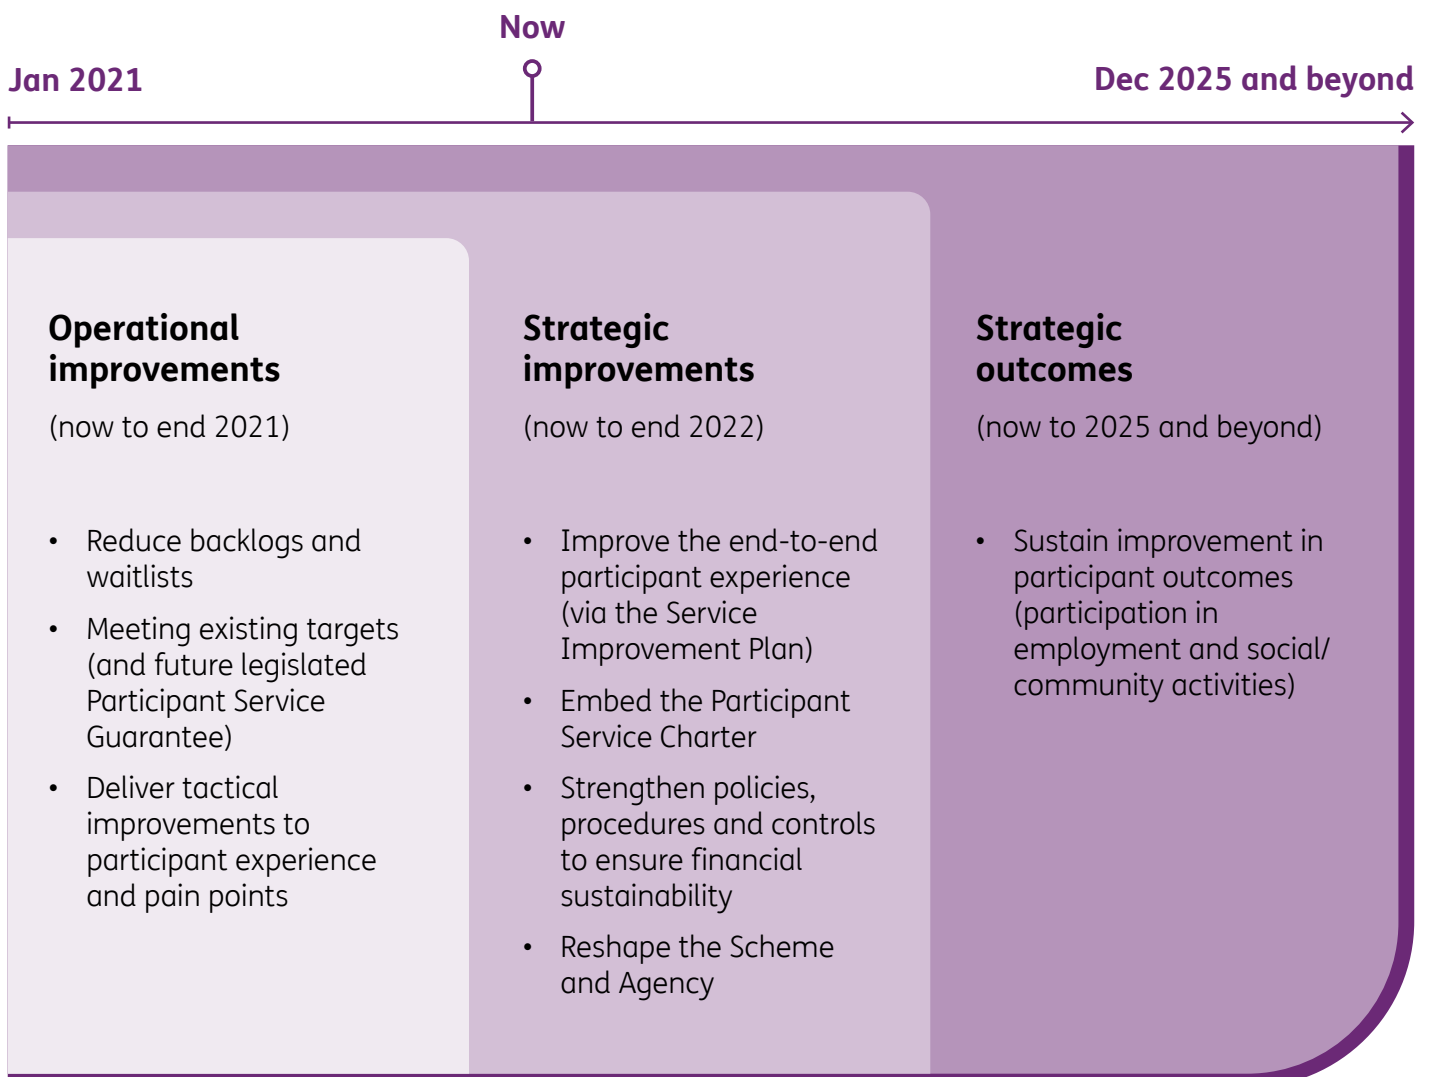 Now
Jan 2021
Dec 2025 and beyond
Operational
improvements
(now to end 2021)
• Reduce backlogs and
waitlists
• Meeting existing targets
(and future legislated
Participant Service
Guarantee)
• Deliver tactical
improvements to
participant experience
and pain points
Strategic
improvements
(now to end 2022)
• Improve the end-to-end
participant experience
(via the Service
Improvement Plan)
• Embed the Participant
Service Charter
• Strengthen policies,
procedures and controls
to ensure financial
sustainability
• Reshape the Scheme
and Agency
Strategic
outcomes
(now to 2025 and beyond)
• Sustain improvement in
participant outcomes
(participation in
employment and social/
community activities)